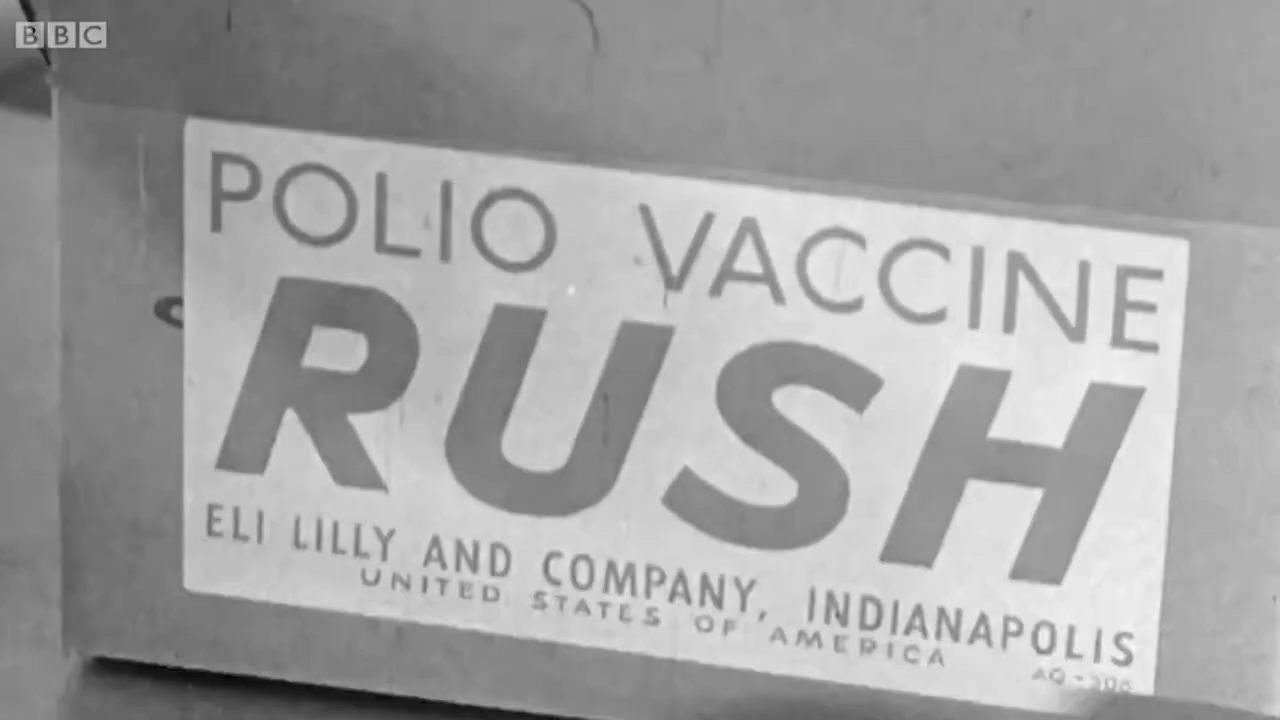 BBC
POLIO VACCINE
RUSH
ELI LILLY AND COMPANY, INDIANAPOLIS
UNITED STATES OF AMERICA